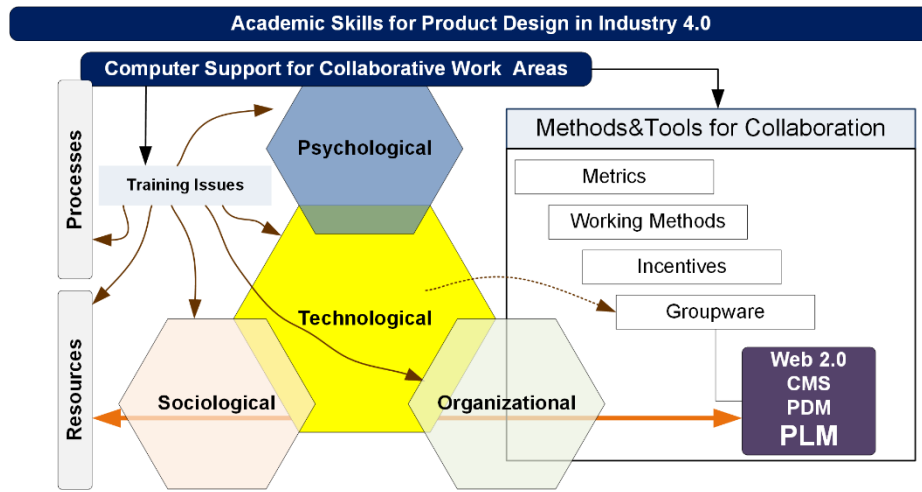 Academic Skills for Product Design in Industry 4.0
Computer Support for Collaborative Work Areas
Processes
Resources
Training Issues
Psychological
Technological
Sociological
Organizational
Methods&Tools for Collaboration
Metrics
Working Methods
Incentives
Groupware
Web 2.0
CMS
PDM
PLM